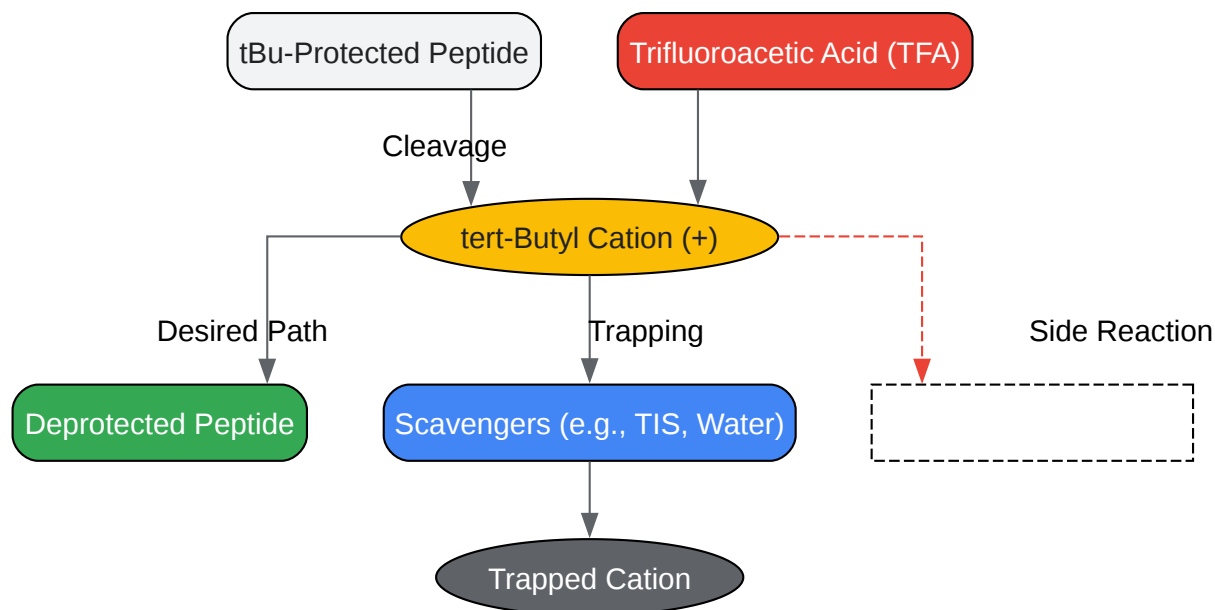 tBu-Protected Peptide
Trifluoroacetic Acid (TFA)
Cleavage
tert-Butyl Cation (+)
Desired Path
Trapping
Side Reaction
Deprotected Peptide
Scavengers (e.g., TIS, Water)
Trapped Cation